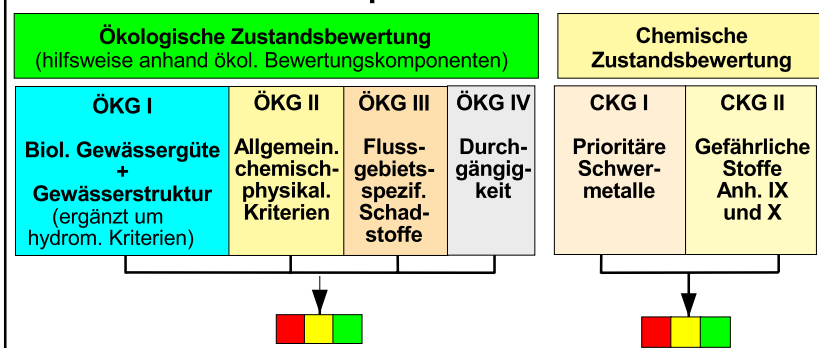 Ökologische Zustandsbewertung
(hilfsweise anhand ökol. Bewertungskomponenten)
Chemische
Zustandsbewertung
ÖKG I
Biol. Gewässergüte
+
Gewässerstruktur
(ergänzt um
hydrom. Kriterien)
ÖKG II
Allgemein.
chemisch-
physikal.
Kriterien
ÖKG III
Fluss-
gebiets-
spezif.
Schad-
stoffe
ÖKG IV
Durch-
gängig-
keit
CKG I
Prioritäre
Schwer-
metalle
CKG II
Gefährliche
Stoffe
Anh. IX
und X